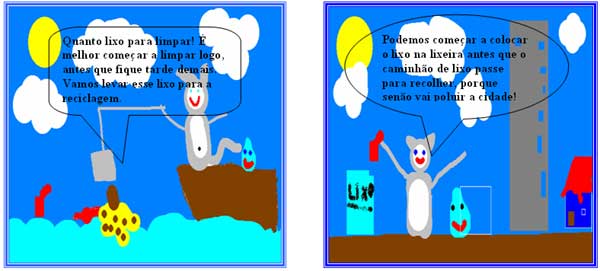 Quanto lixo para limpar! É
melhor começar a limpar logo,
antes que fique tarde demais.
Vamos levar esse lixo para a
reciclagem.
Podemos começar a colocar
o lixo na lixeira antes que o
caminhão de lixo passe
para recolher, porque
senão vai poluir a cidade!
LIXO